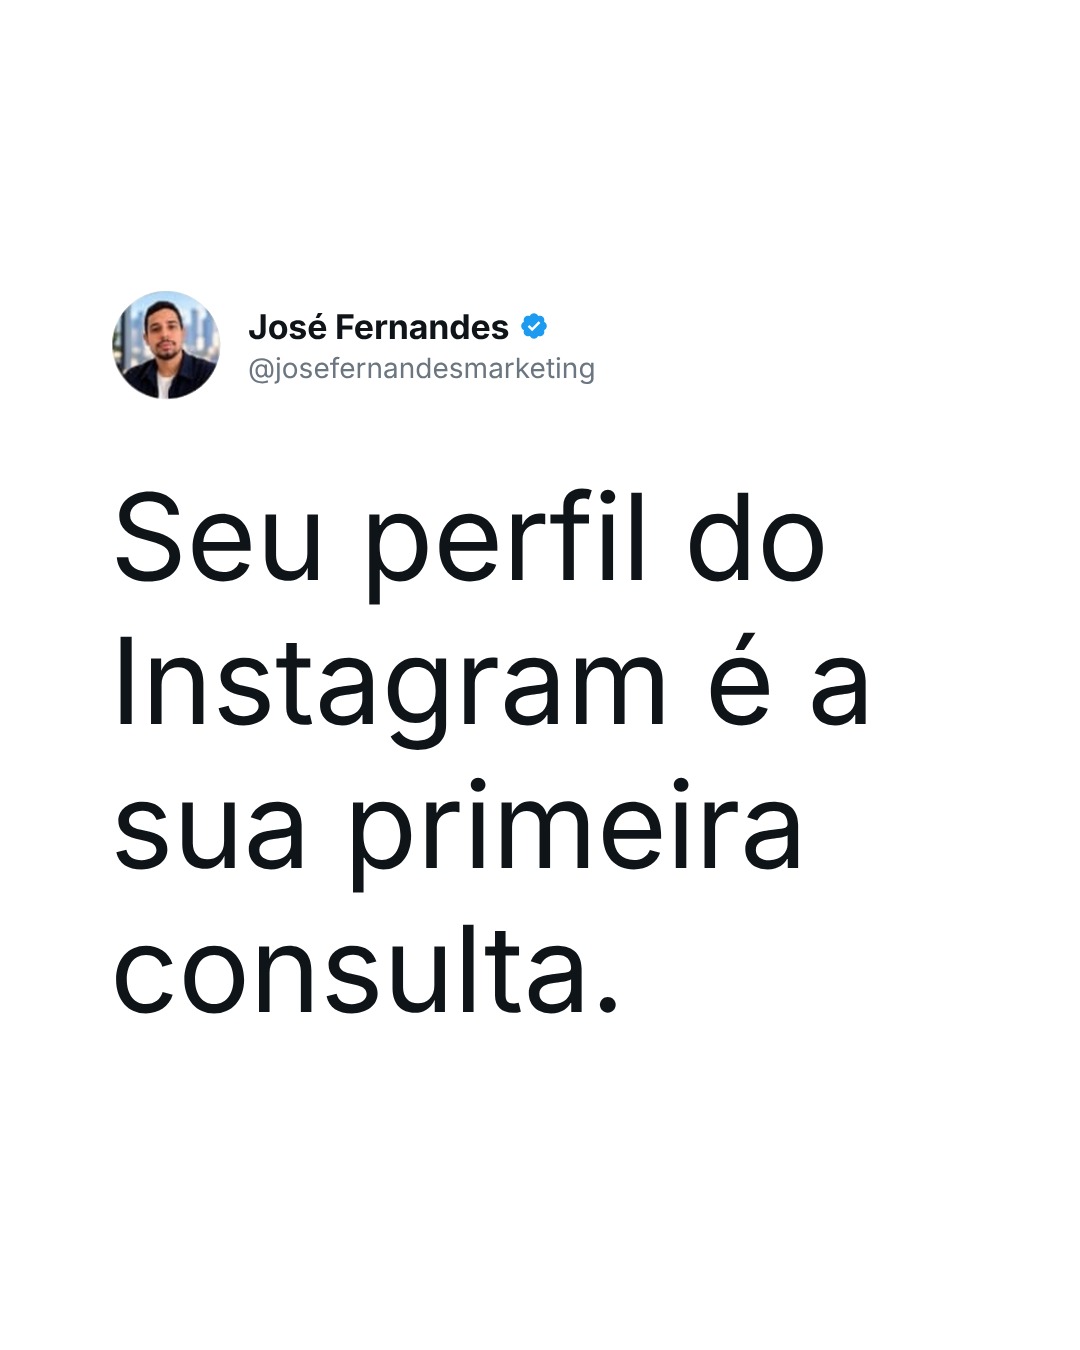 José Fernandes
@josefernandesmarketing
Seu perfil do
Instagram é a
sua primeira
consulta.